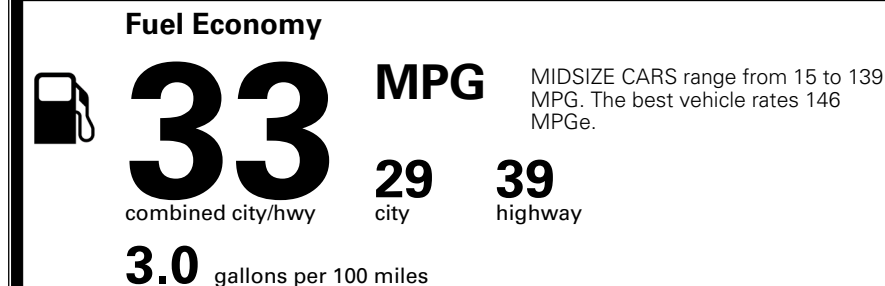 Fuel Economy
33
MPG
MIDSIZE CARS range from 15 to 139
MPG. The best vehicle rates 146
MPGe.
combined city/hwy
29
city
39
highway
3.0 gallons per 100 miles